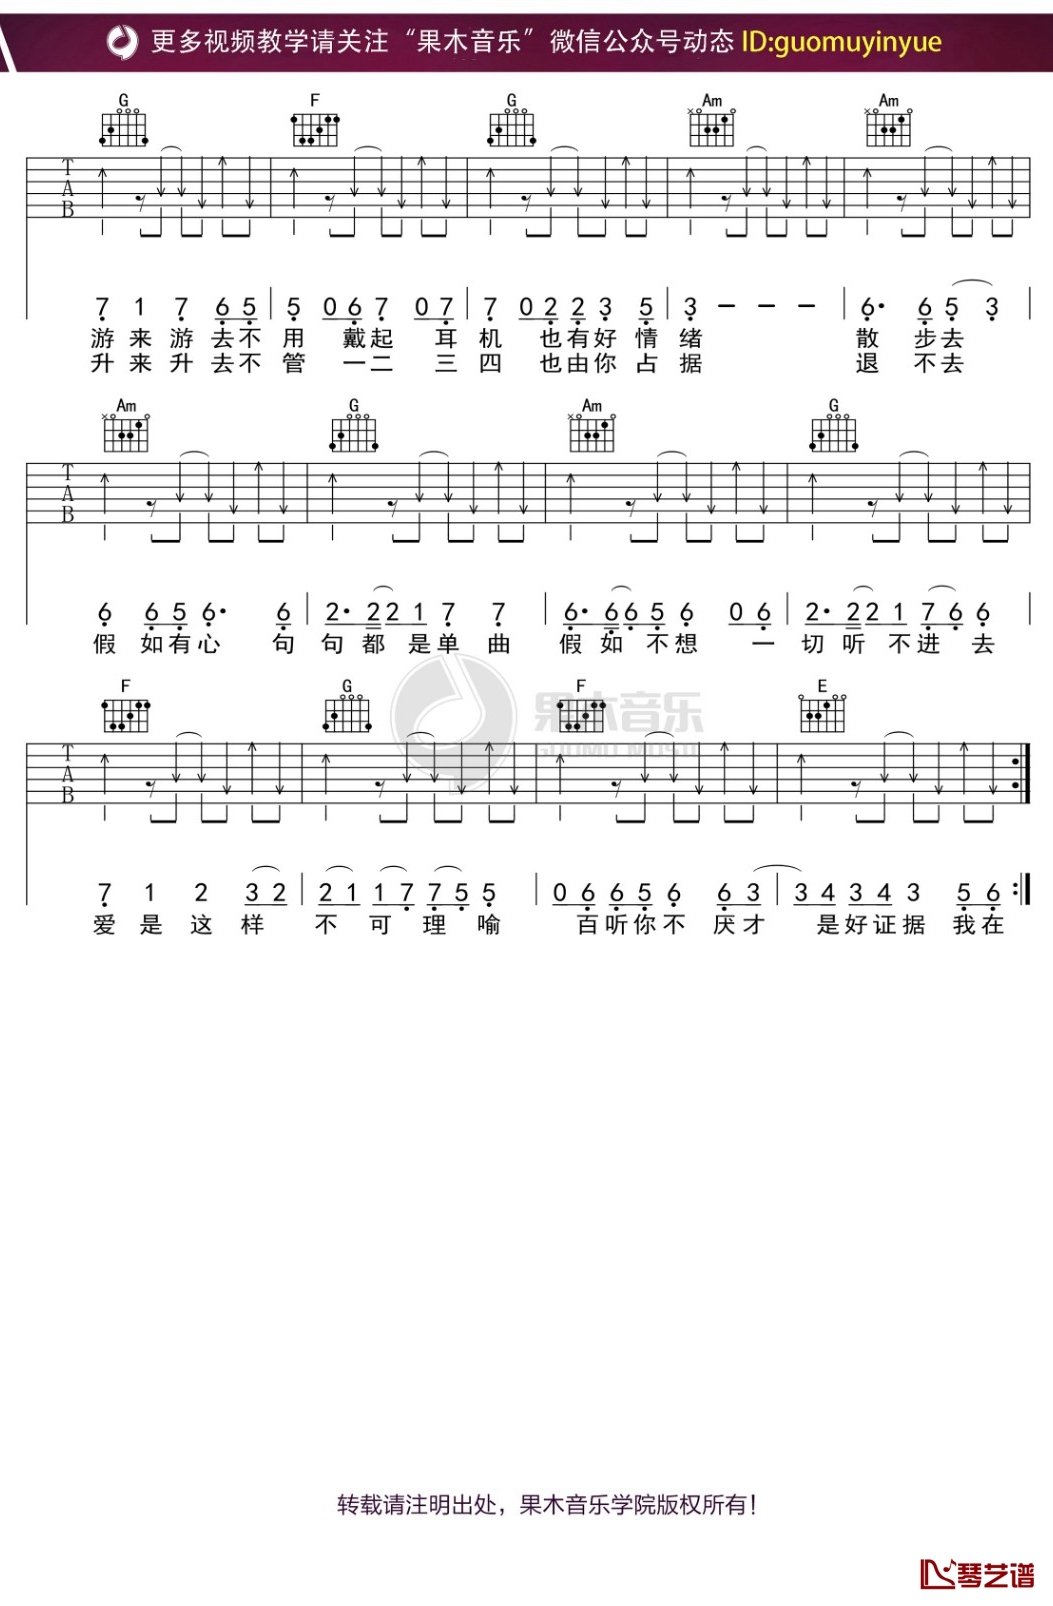 更多视频教学请关注“果木音乐”微信公众号动态 ID:guomuyinyue
G F G Am Am
T
A
B
7 1 7 6 5 | 5 0 6 7 0 7 | 7 0 2 2 3 5 | 3 — — — | 6· 6 5 3 |
游 来 游 去 不 用 戴 起 耳 机 也 有 好 情 绪 散 步 去
升 来 升 去 不 管 一 二 三 四 也 由 你 占 据 退 不 去
Am G Am G
T
A
B
6 6 5 6· 6 | 2· 2 2 1 7 7 | 6· 6 6 5 6 0 6 | 2· 2 2 1 7 6 6 |
假 如 有 心 句 句 都 是 单 曲 假 如 不 想 一 切 听 不 进 去
果木音乐
GUOMU MUSIC
F G F E
T
A
B
7 1 2 3 2 | 2 1 1 7 7 5 5 | 0 6 6 5 6 6 3 | 3 4 3 4 3 5 6 :|
爱 是 这 样 不 可 理 喻 百 听 你 不 厌 才 是 好 证 据 我 在
转载请注明出处，果木音乐学院版权所有！
琴艺谱